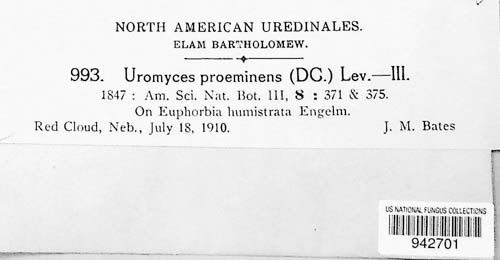 NORTH AMERICAN UREDINALES.
ELAM BARTHOLOMEW.
993. Uromyces proeminens (DC.) Lev.—III.
1847 : Am. Sci. Nat. Bot. III, 8 : 371 & 375.
On Euphorbia humistrata Engelm.
Red Cloud, Neb., July 18, 1910. J. M. Bates
US NATIONAL FUNGUS COLLECTIONS
942701